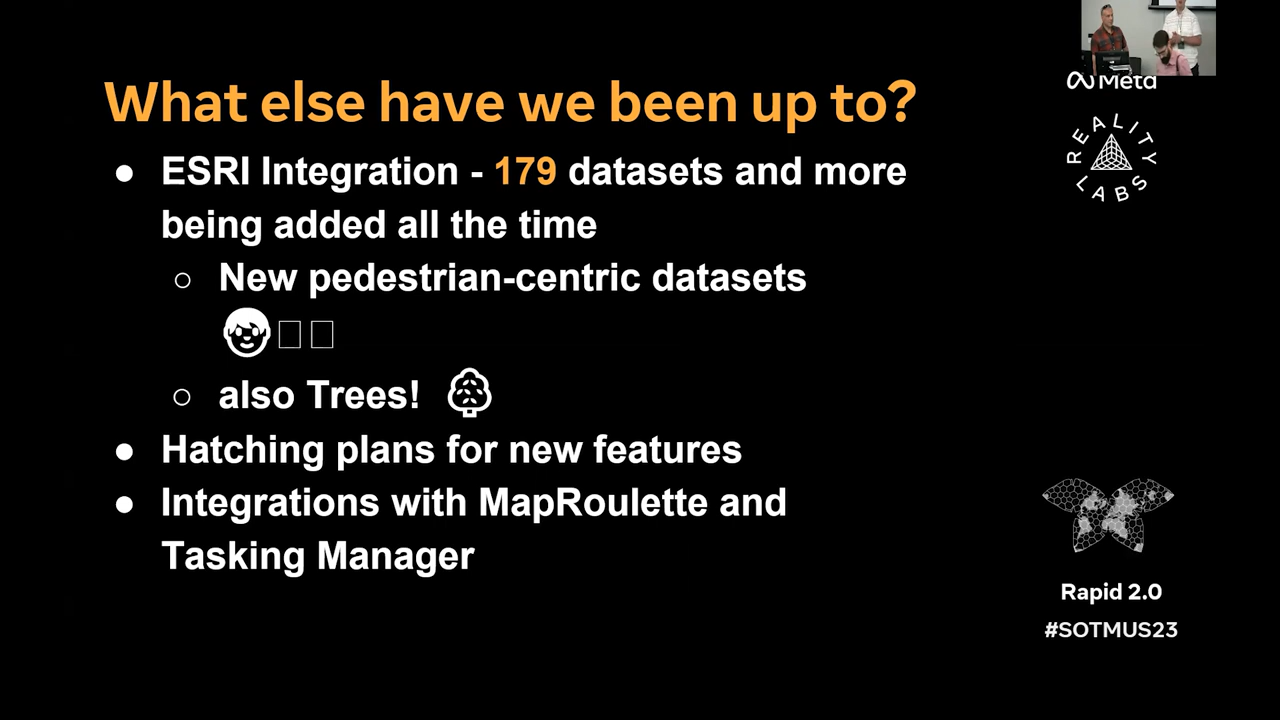 What else have we been up to?
● ESRI Integration - 179 datasets and more
being added all the time
○ New pedestrian-centric datasets
○ also Trees!
● Hatching plans for new features
● Integrations with MapRoulette and
Tasking Manager
Meta
REALITY LABS
Rapid 2.0
#SOTMUS23